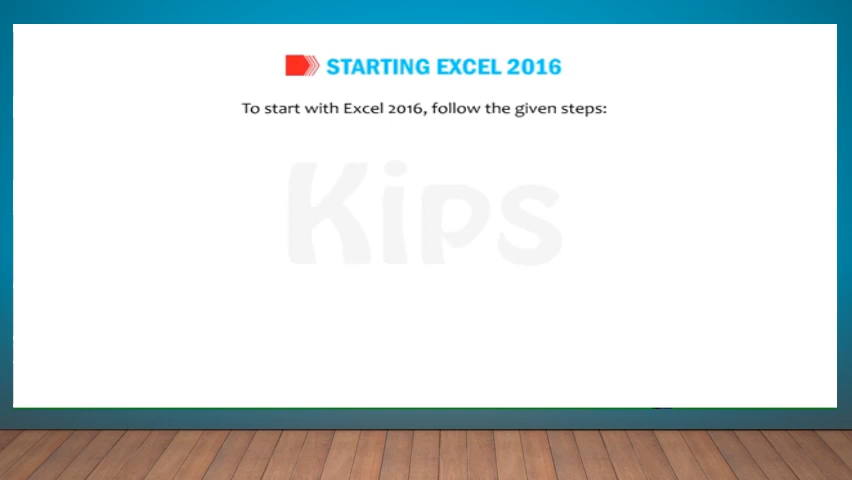 STARTING EXCEL 2016
To start with Excel 2016, follow the given steps:
Kips